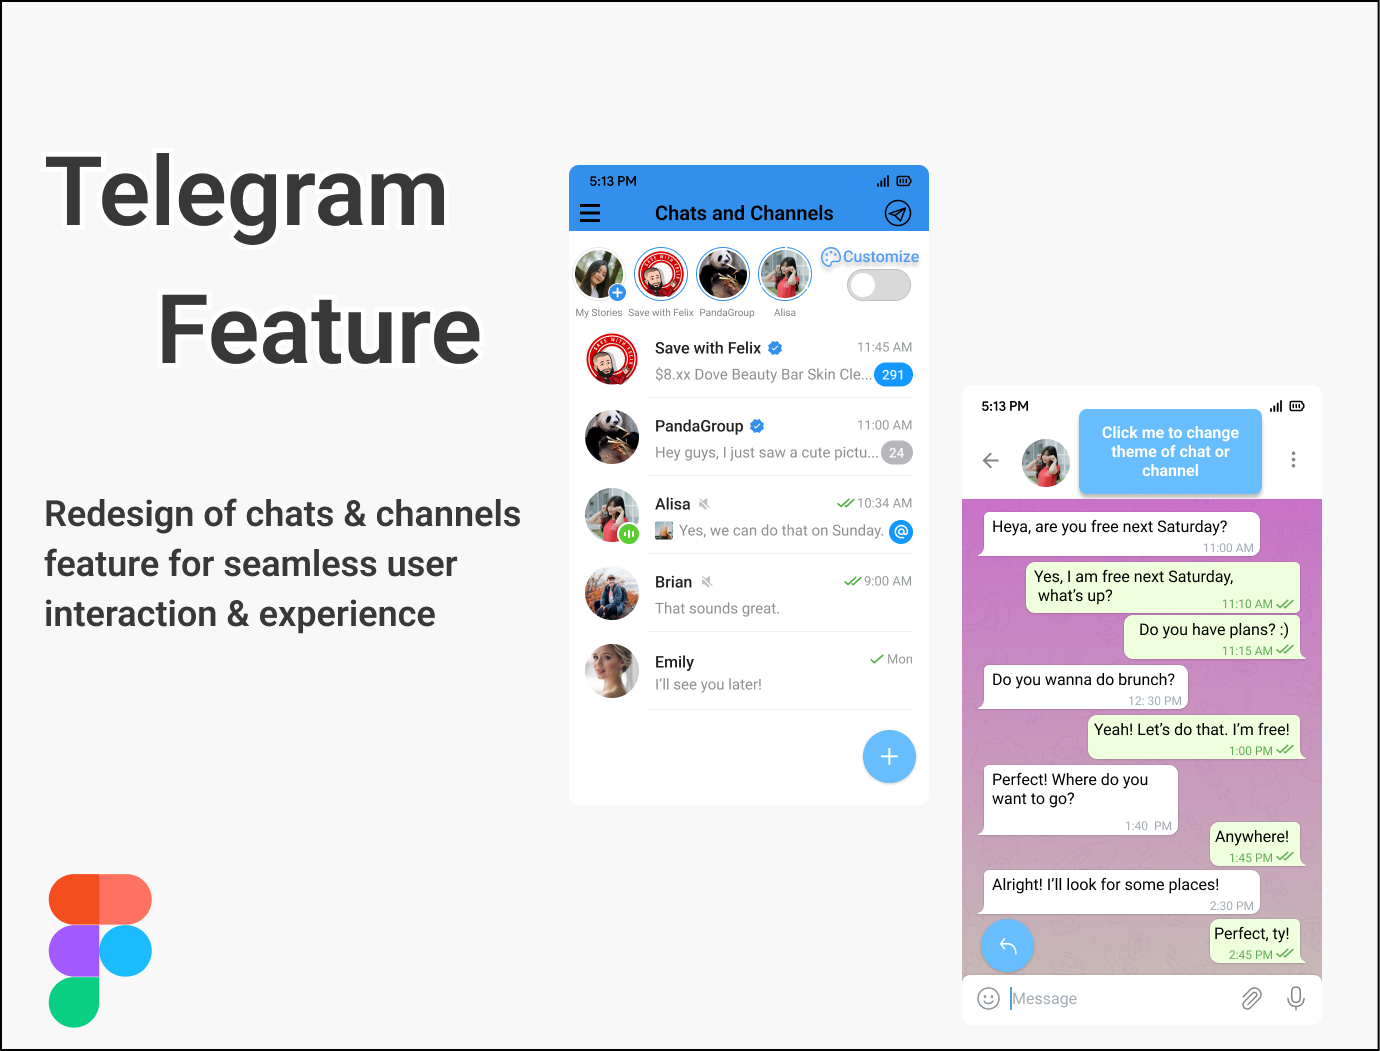 Telegram
Feature
Redesign of chats & channels
feature for seamless user
interaction & experience
5:13 PM
Chats and Channels
Customize
My Stories
Save with Felix
PandaGroup
Alisa
Save with Felix
11:45 AM
$8.xx Dove Beauty Bar Skin Cle...
291
PandaGroup
11:00 AM
Hey guys, I just saw a cute pictu...
24
Alisa
10:34 AM
Yes, we can do that on Sunday.
@
Brian
9:00 AM
That sounds great.
Emily
Mon
I'll see you later!
5:13 PM
Click me to change
theme of chat or
channel
Heya, are you free next Saturday?
11:00 AM
Yes, I am free next Saturday,
what's up?
11:10 AM
Do you have plans? :)
11:15 AM
Do you wanna do brunch?
12: 30 PM
Yeah! Let's do that. I'm free!
1:00 PM
Perfect! Where do you
want to go?
1:40 PM
Anywhere!
1:45 PM
Alright! I'll look for some places!
2:30 PM
Perfect, ty!
2:45 PM
Message